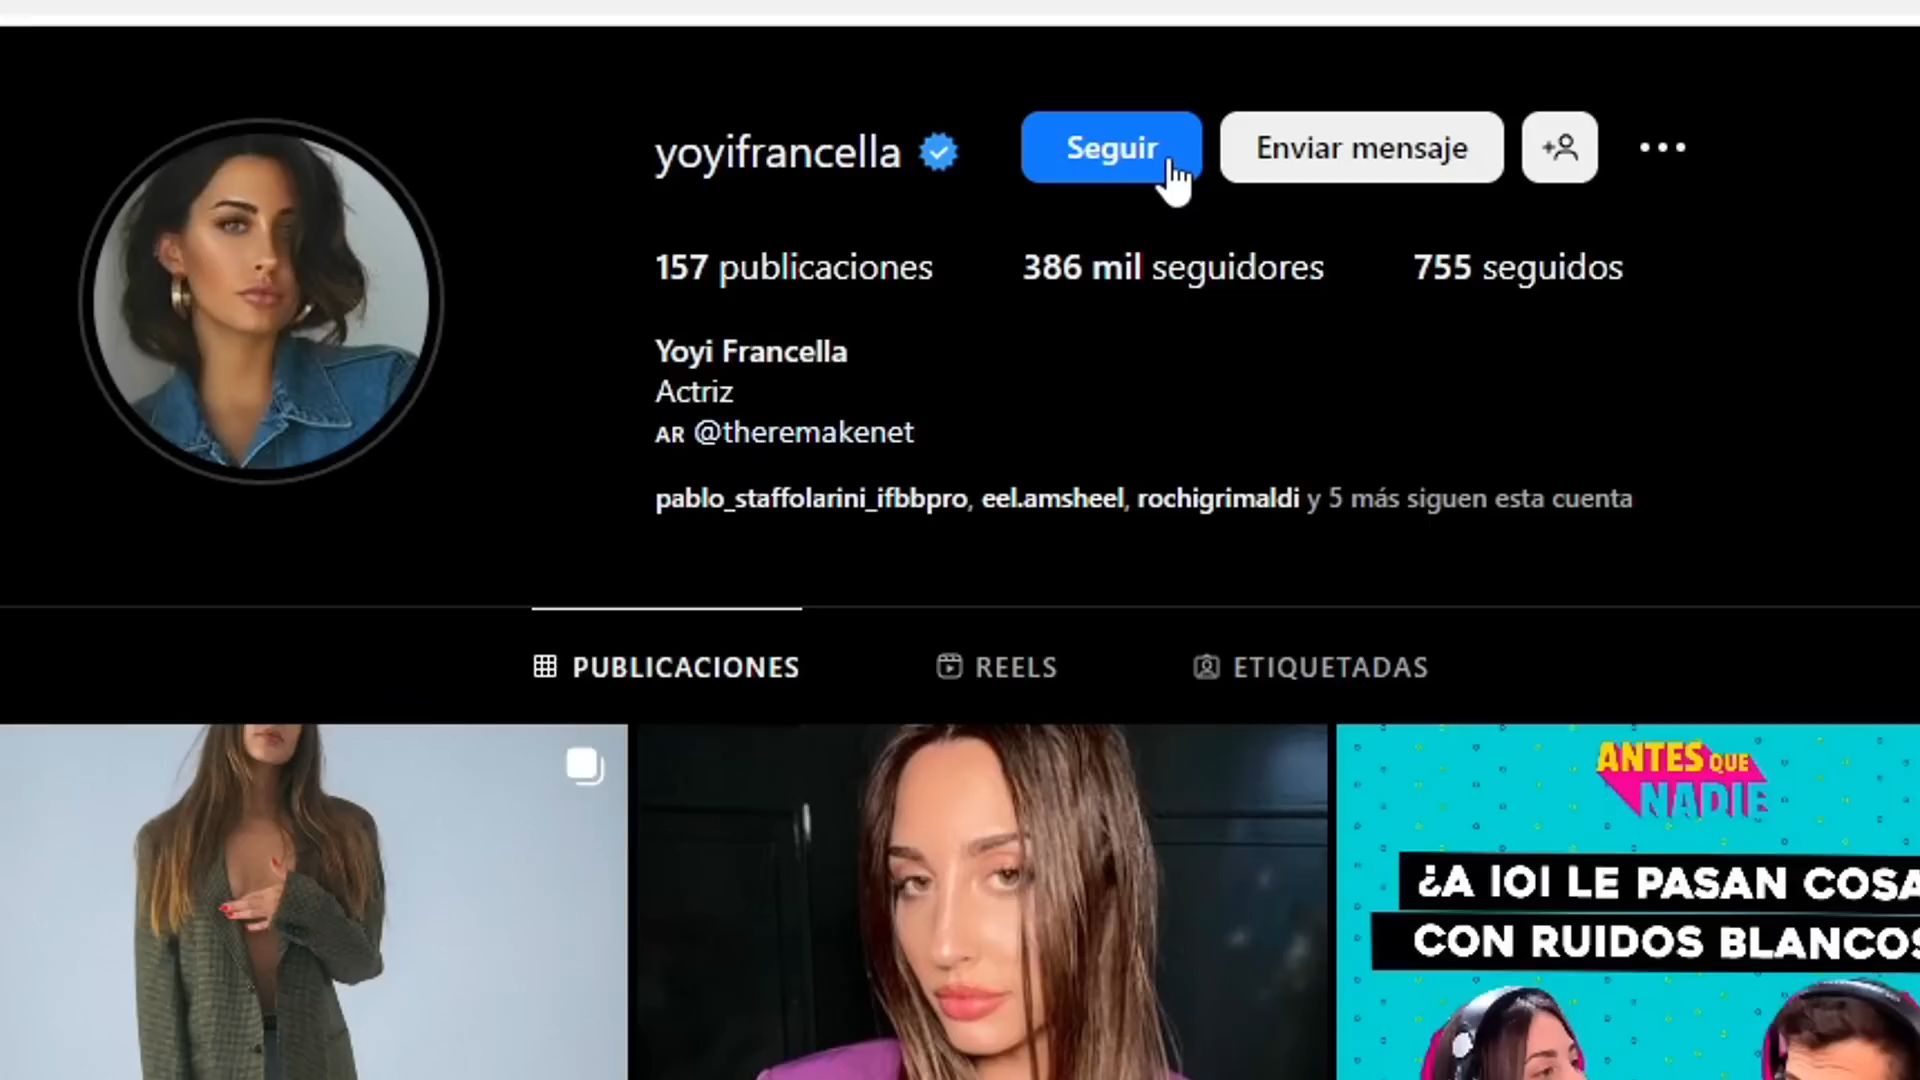 yoyifrancella
Seguir
Enviar mensaje
157 publicaciones
386 mil seguidores
755 seguidos
Yoyi Francella
Actriz
AR @theremakenet
pablo_staffolarini_ifbbpro, eel.amsheel, rochigrimaldi y 5 más siguen esta cuenta
PUBLICACIONES
REELS
ETIQUETADAS
ANTES QUE
NADIE
¿A IOI LE PASAN COSA
CON RUIDOS BLANCOS